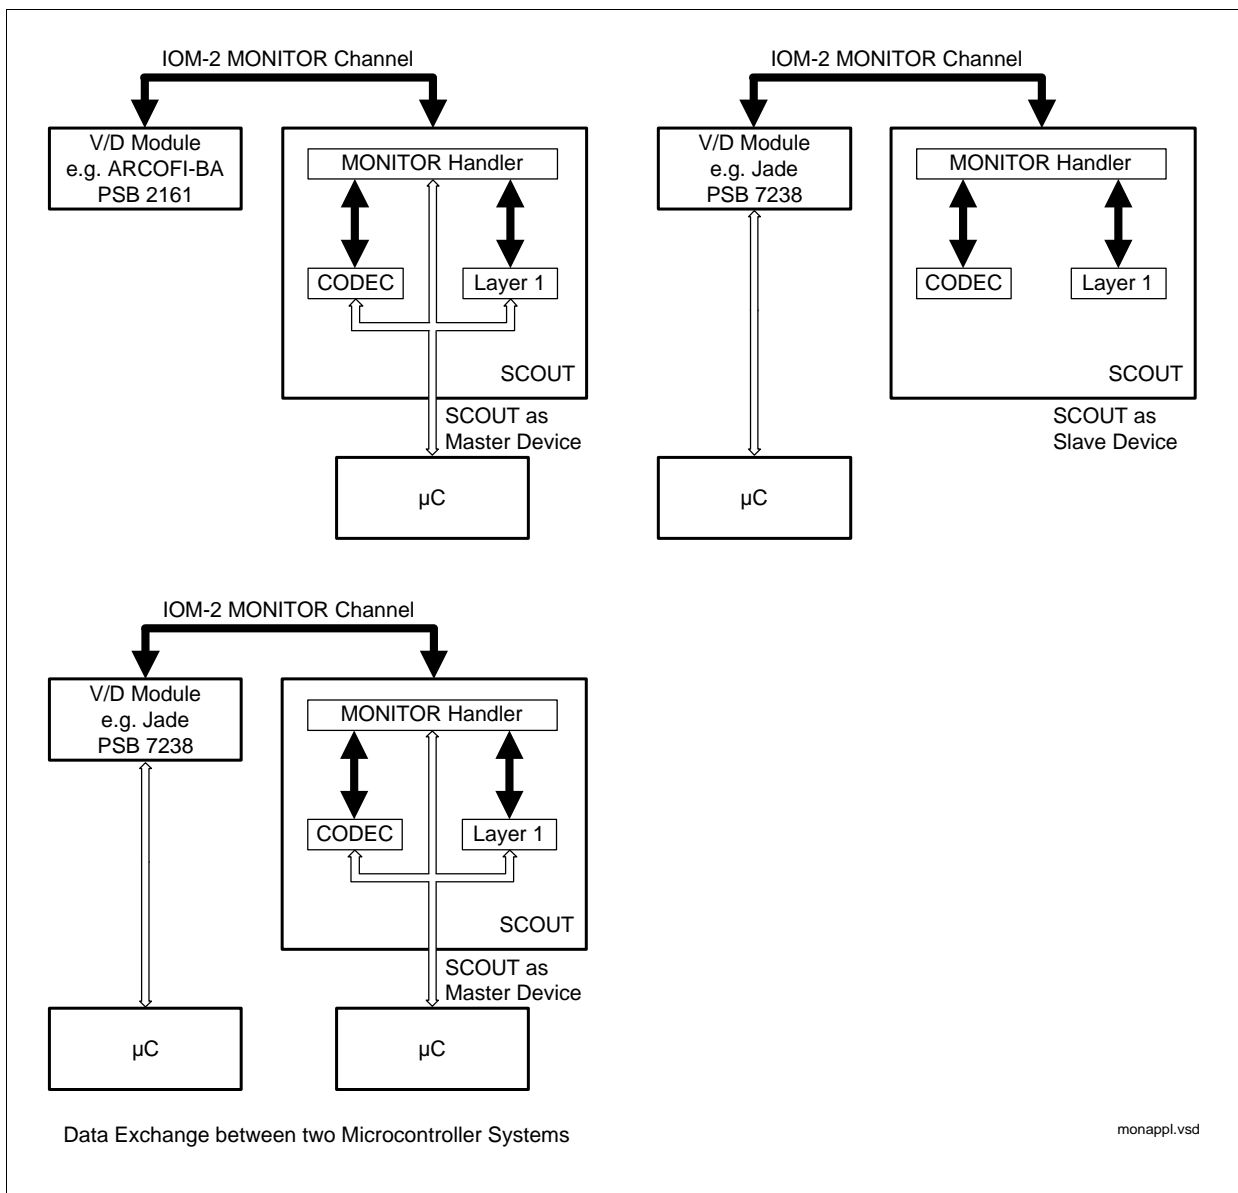 IOM-2 MONITOR Channel
V/D Module
e.g. ARCOFI-BA
PSB 2161
MONITOR Handler
CODEC
Layer 1
SCOUT
SCOUT as
Master Device
µC
IOM-2 MONITOR Channel
V/D Module
e.g. Jade
PSB 7238
MONITOR Handler
CODEC
Layer 1
SCOUT
SCOUT as
Slave Device
µC
IOM-2 MONITOR Channel
V/D Module
e.g. Jade
PSB 7238
MONITOR Handler
CODEC
Layer 1
SCOUT
SCOUT as
Master Device
µC
µC
Data Exchange between two Microcontroller Systems
monappl.vsd